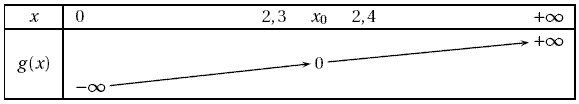 x 0 2,3 x₀ 2,4 +∞
+∞
g(x) 0
−∞